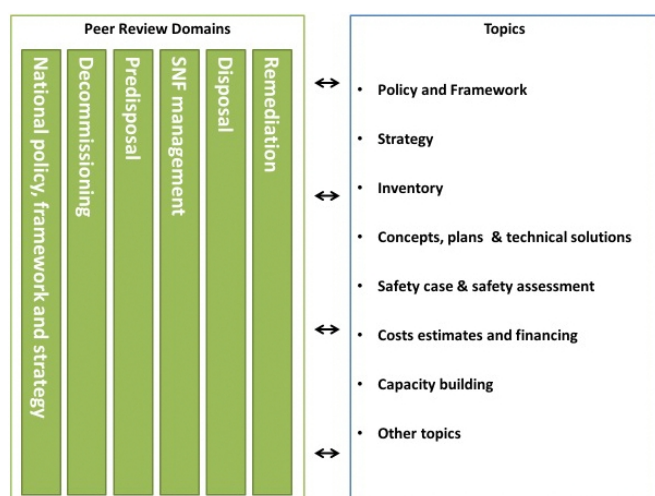 Peer Review Domains
National policy, framework and strategy
Decommissioning
Predisposal
SNF management
Disposal
Remediation
Topics
• Policy and Framework
• Strategy
• Inventory
• Concepts, plans & technical solutions
• Safety case & safety assessment
• Costs estimates and financing
• Capacity building
• Other topics